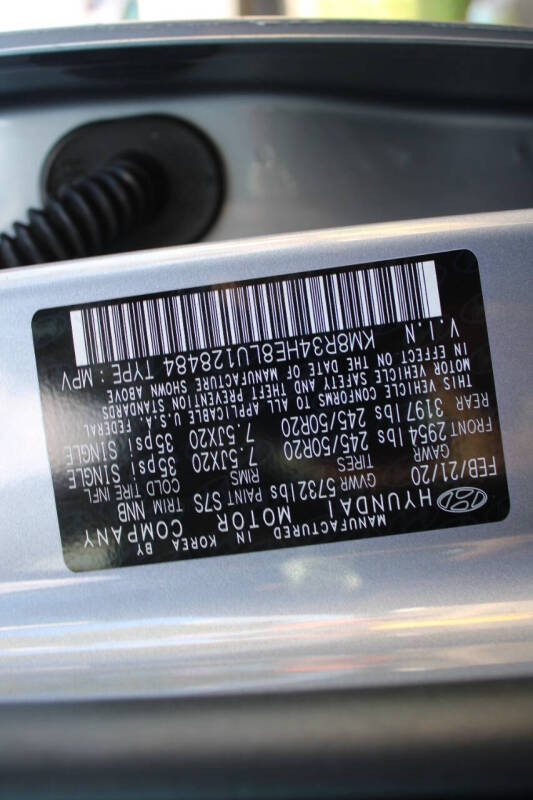 MANUFACTURED IN KOREA BY
HYUNDAI MOTOR COMPANY
FEB/21/20 GVWR 5732 lbs PAINT S7S TRIM NNB
GAWR TIRES RIMS COLD TIRE INFL
FRONT 2954 lbs 245/50R20 7.5JX20 35psi SINGLE
REAR 3197 lbs 245/50R20 7.5JX20 35psi SINGLE
THIS VEHICLE CONFORMS TO ALL APPLICABLE U.S.A. FEDERAL
MOTOR VEHICLE SAFETY AND THEFT PREVENTION STANDARDS
IN EFFECT ON THE DATE OF MANUFACTURE SHOWN ABOVE
V.I.N KM8R34HE8LU128484 TYPE : MPV